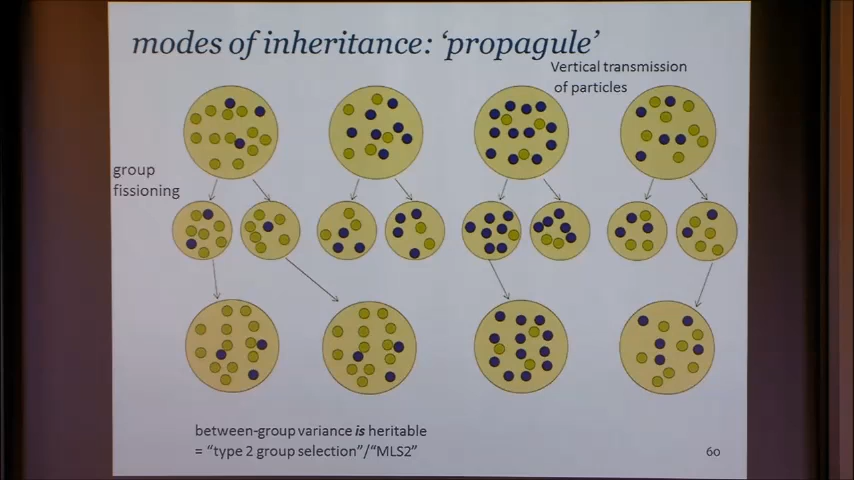 modes of inheritance: ‘propagule’
Vertical transmission
of particles
group
fissioning
between-group variance is heritable
= “type 2 group selection”/“MLS2”
60